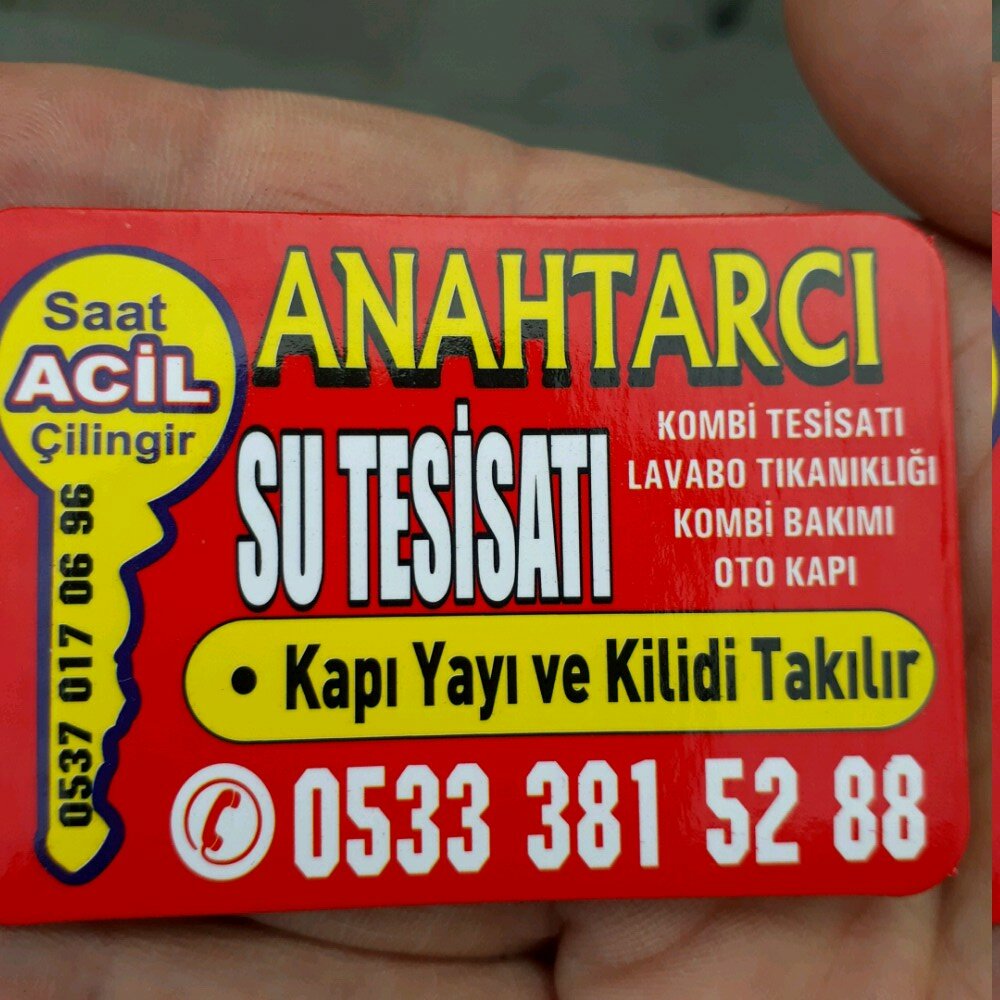 Saat
ACİL
Çilingir
0537 017 06 96
ANAHTARCI
SU TESİSATI
KOMBİ TESİSATI
LAVABO TIKANIKLIĞI
KOMBİ BAKIMI
OTO KAPI
• Kapı Yayı ve Kilidi Takılır
0533 381 52 88